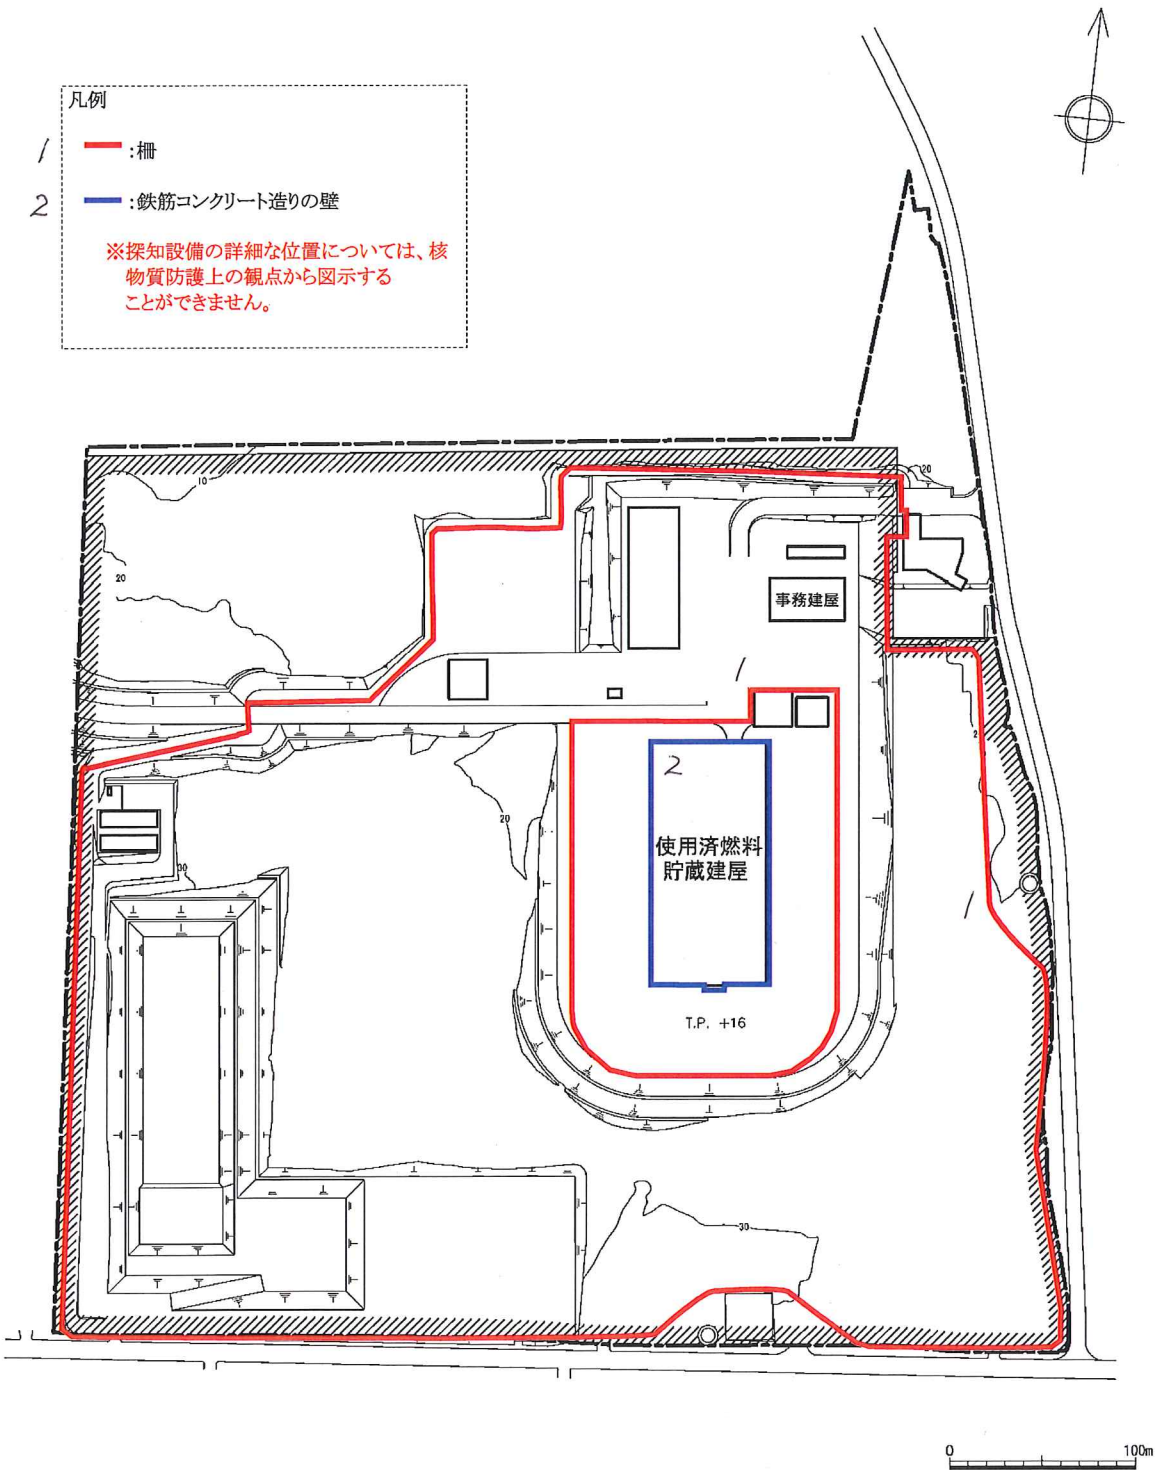 凡例
1
:柵
2
:鉄筋コンクリート造りの壁
※探知設備の詳細な位置については、核
物質防護上の観点から図示する
ことができません。
20
10
20
事務建屋
1
2
2
20
使用済燃料
貯蔵建屋
30
1
T.P. +16
30
0
100m